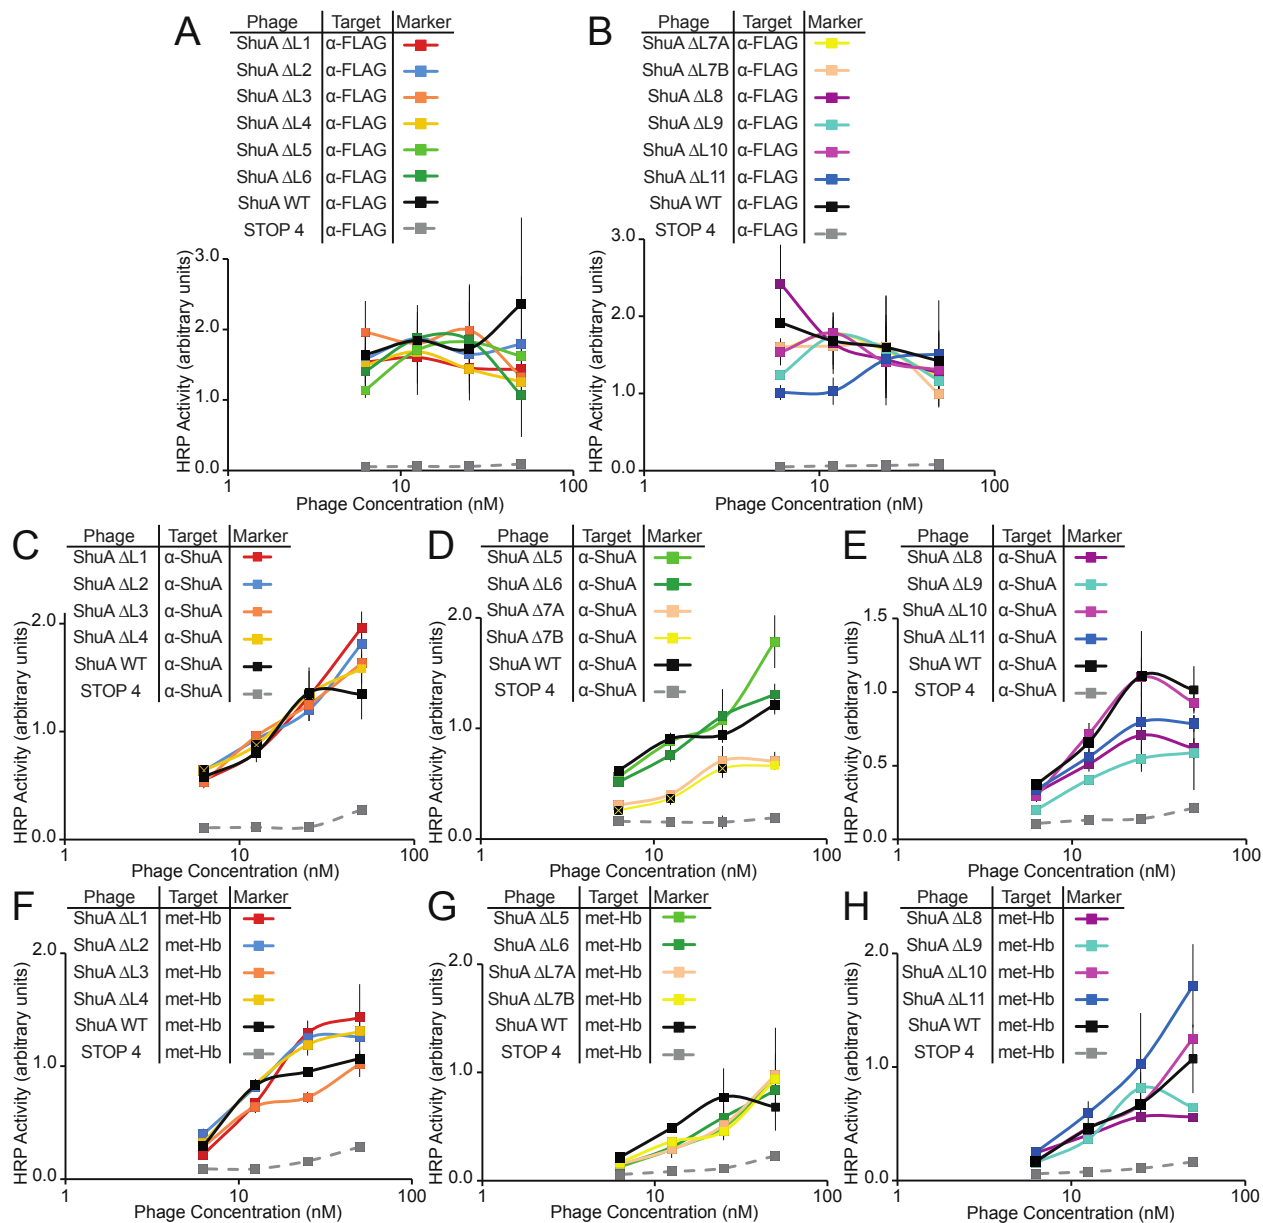 A
Phage Target Marker
ShuA ΔL1 α-FLAG
ShuA ΔL2 α-FLAG
ShuA ΔL3 α-FLAG
ShuA ΔL4 α-FLAG
ShuA ΔL5 α-FLAG
ShuA ΔL6 α-FLAG
ShuA WT α-FLAG
STOP 4 α-FLAG
HRP Activity (arbitrary units)
3.0
2.0
1.0
0.0
1 10 100
Phage Concentration (nM)
B
Phage Target Marker
ShuA ΔL7A α-FLAG
ShuA ΔL7B α-FLAG
ShuA ΔL8 α-FLAG
ShuA ΔL9 α-FLAG
ShuA ΔL10 α-FLAG
ShuA ΔL11 α-FLAG
ShuA WT α-FLAG
STOP 4 α-FLAG
HRP Activity (arbitrary units)
3.0
2.0
1.0
0.0
1 10 100
Phage Concentration (nM)
C
Phage Target Marker
ShuA ΔL1 α-ShuA
ShuA ΔL2 α-ShuA
ShuA ΔL3 α-ShuA
ShuA ΔL4 α-ShuA
ShuA WT α-ShuA
STOP 4 α-ShuA
HRP Activity (arbitrary units)
2.0
1.0
0.0
1 10 100
Phage Concentration (nM)
D
Phage Target Marker
ShuA ΔL5 α-ShuA
ShuA ΔL6 α-ShuA
ShuA Δ7A α-ShuA
ShuA Δ7B α-ShuA
ShuA WT α-ShuA
STOP 4 α-ShuA
HRP Activity (arbitrary units)
2.0
1.0
0.0
1 10 100
Phage Concentration (nM)
E
Phage Target Marker
ShuA ΔL8 α-ShuA
ShuA ΔL9 α-ShuA
ShuA ΔL10 α-ShuA
ShuA ΔL11 α-ShuA
ShuA WT α-ShuA
STOP 4 α-ShuA
HRP Activity (arbitrary units)
1.5
1.0
0.5
0.0
1 10 100
Phage Concentration (nM)
F
Phage Target Marker
ShuA ΔL1 met-Hb
ShuA ΔL2 met-Hb
ShuA ΔL3 met-Hb
ShuA ΔL4 met-Hb
ShuA WT met-Hb
STOP 4 met-Hb
HRP Activity (arbitrary units)
2.0
1.0
0.0
1 10 100
Phage Concentration (nM)
G
Phage Target Marker
ShuA ΔL5 met-Hb
ShuA ΔL6 met-Hb
ShuA ΔL7A met-Hb
ShuA ΔL7B met-Hb
ShuA WT met-Hb
STOP 4 met-Hb
HRP Activity (arbitrary units)
2.0
1.0
0.0
1 10 100
Phage Concentration (nM)
H
Phage Target Marker
ShuA ΔL8 met-Hb
ShuA ΔL9 met-Hb
ShuA ΔL10 met-Hb
ShuA ΔL11 met-Hb
ShuA WT met-Hb
STOP 4 met-Hb
HRP Activity (arbitrary units)
2.0
1.0
0.0
1 10 100
Phage Concentration (nM)